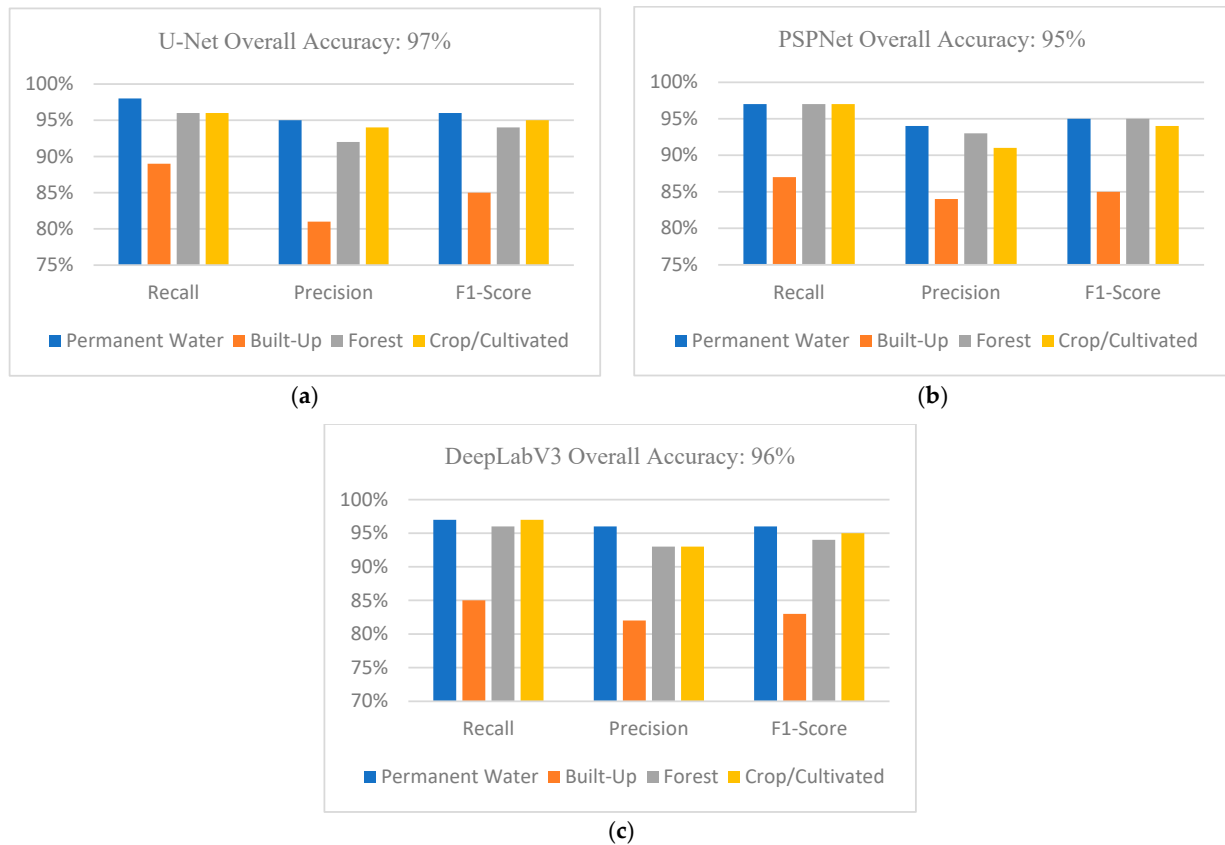 U-Net Overall Accuracy: 97%
100%
95%
90%
85%
80%
75%
Recall Precision F1-Score
Permanent Water Built-Up Forest Crop/Cultivated
(a)
PSPNet Overall Accuracy: 95%
100%
95%
90%
85%
80%
75%
Recall Precision F1-Score
Permanent Water Built-Up Forest Crop/Cultivated
(b)
DeepLabV3 Overall Accuracy: 96%
100%
95%
90%
85%
80%
75%
70%
Recall Precision F1-Score
Permanent Water Built-Up Forest Crop/Cultivated
(c)